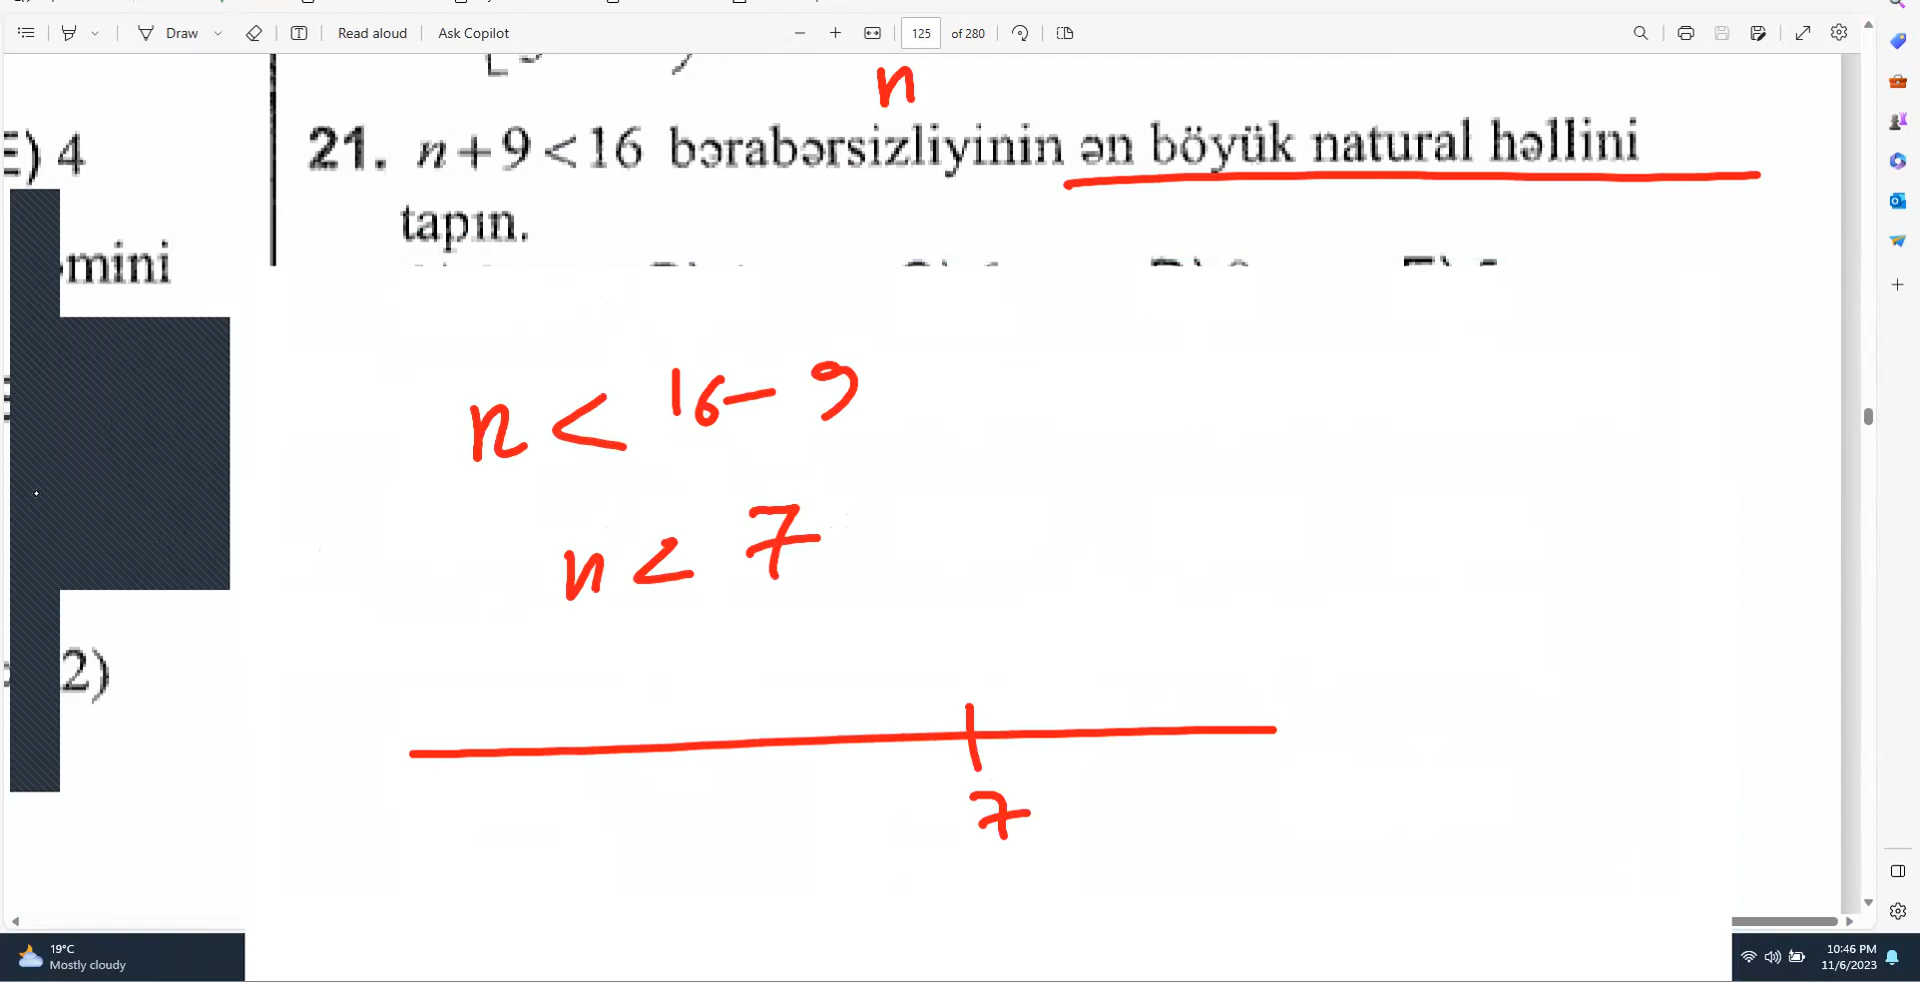 Draw Read aloud Ask Copilot 125 of 280
n
E) 4
21. n + 9 < 16 bərabərsizliyinin ən böyük natural həllini
tapın.
mini
n < 16 - 9
n < 7
2)
7
19°C
Mostly cloudy
10:46 PM
11/6/2023